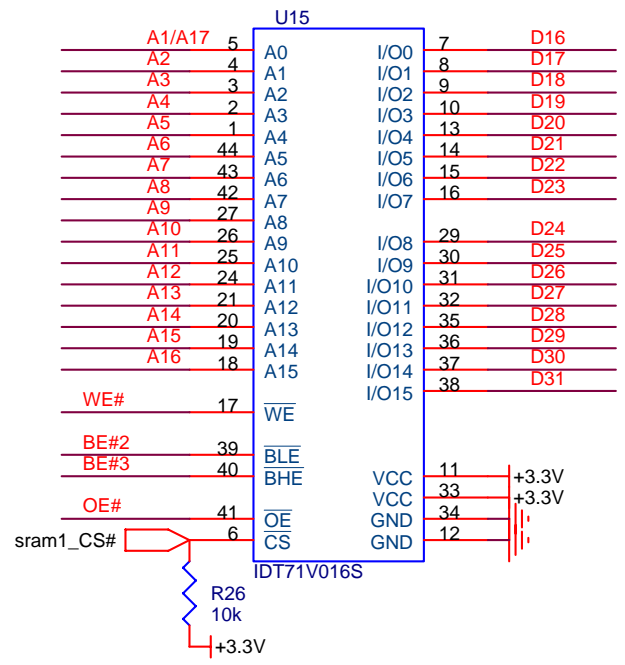 U15
A1/A17 5 A0 I/O0 7 D16
A2 4 A1 I/O1 8 D17
A3 3 A2 I/O2 9 D18
A4 2 A3 I/O3 10 D19
A5 1 A4 I/O4 13 D20
A6 44 A5 I/O5 14 D21
A7 43 A6 I/O6 15 D22
A8 42 A7 I/O7 16 D23
A9 27 A8
A10 26 A9 I/O8 29 D24
A11 25 A10 I/O9 30 D25
A12 24 A11 I/O10 31 D26
A13 21 A12 I/O11 32 D27
A14 20 A13 I/O12 35 D28
A15 19 A14 I/O13 36 D29
A16 18 A15 I/O14 37 D30
I/O15 38 D31
WE# 17 WE
BE#2 39 BLE
BE#3 40 BHE VCC 11 +3.3V
VCC 33 +3.3V
OE# 41 OE GND 34
sram1_CS# 6 CS GND 12
IDT71V016S
R26
10k
+3.3V